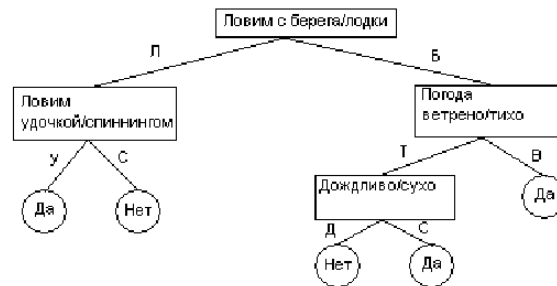 Ловим с берега/лодки
Л
Б
Ловим
удочкой/спиннингом
Погода
ветрено/тихо
У
С
Т
В
Да
Нет
Дождливо/сухо
Да
Д
С
Нет
Да